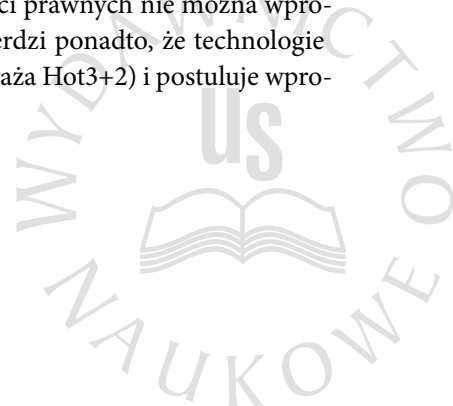 ci prawnych nie można wpro-
erdzi ponadto, że technologie
aża Hot3+2) i postuluje wpro-
WYDAWNICTWO
US
NAUKOWE